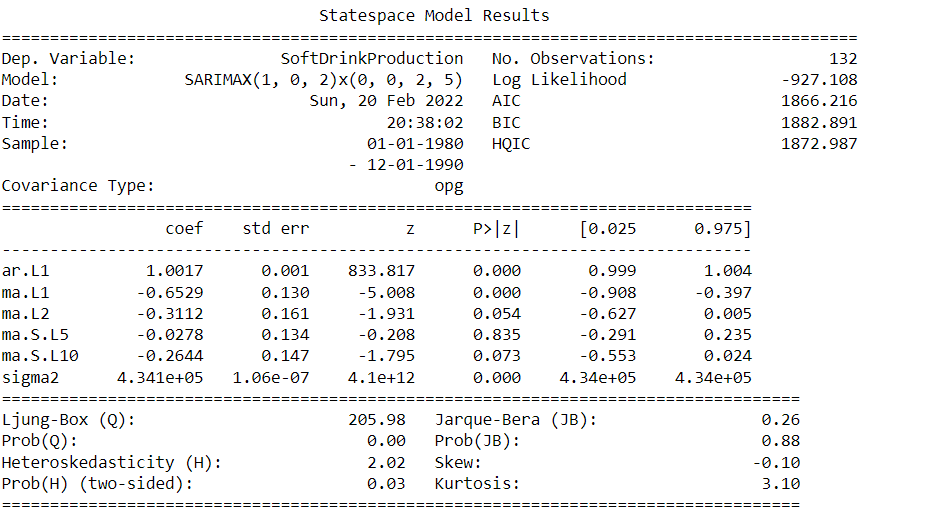 Statespace Model Results
==========================================================================================
Dep. Variable: SoftDrinkProduction No. Observations: 132
Model: SARIMAX(1, 0, 2)x(0, 0, 2, 5) Log Likelihood -927.108
Date: Sun, 20 Feb 2022 AIC 1866.216
Time: 20:38:02 BIC 1882.891
Sample: 01-01-1980 HQIC 1872.987
- 12-01-1990
Covariance Type: opg
==============================================================================
coef std err z P>|z| [0.025 0.975]
------------------------------------------------------------------------------
ar.L1 1.0017 0.001 833.817 0.000 0.999 1.004
ma.L1 -0.6529 0.130 -5.008 0.000 -0.908 -0.397
ma.L2 -0.3112 0.161 -1.931 0.054 -0.627 0.005
ma.S.L5 -0.0278 0.134 -0.208 0.835 -0.291 0.235
ma.S.L10 -0.2644 0.147 -1.795 0.073 -0.553 0.024
sigma2 4.341e+05 1.06e-07 4.1e+12 0.000 4.34e+05 4.34e+05
===================================================================================
Ljung-Box (Q): 205.98 Jarque-Bera (JB): 0.26
Prob(Q): 0.00 Prob(JB): 0.88
Heteroskedasticity (H): 2.02 Skew: -0.10
Prob(H) (two-sided): 0.03 Kurtosis: 3.10
===================================================================================